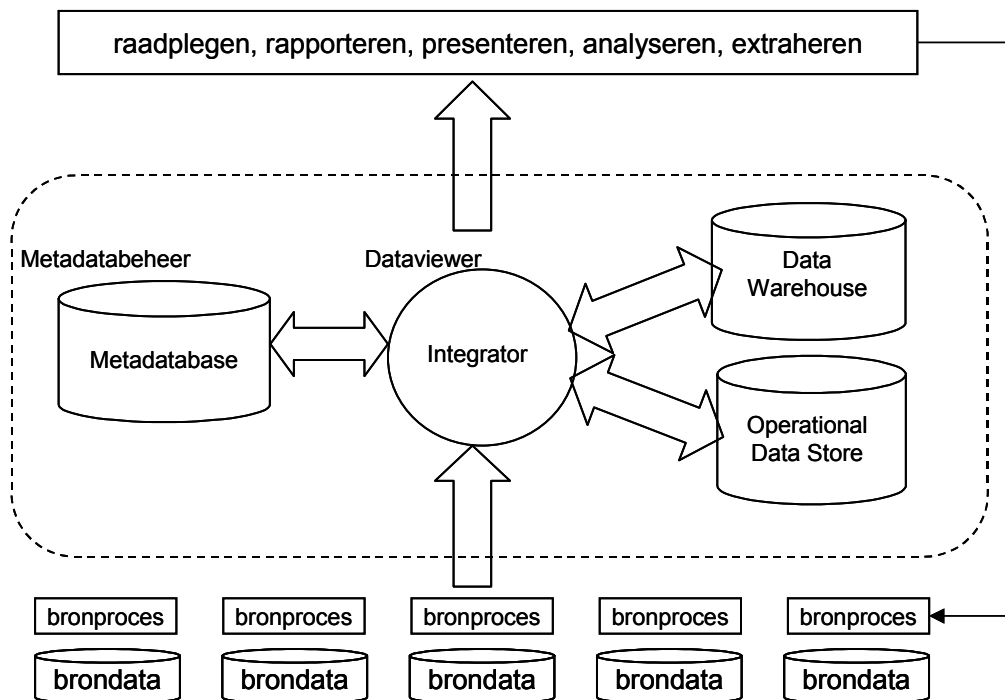 raadplegen, rapporteren, presenteren, analyseren, extraheren
Metadatabeheer
Dataviewer
Metadatabase
Integrator
Data
Warehouse
Operational
Data Store
bronproces
bronproces
bronproces
bronproces
bronproces
brondata
brondata
brondata
brondata
brondata